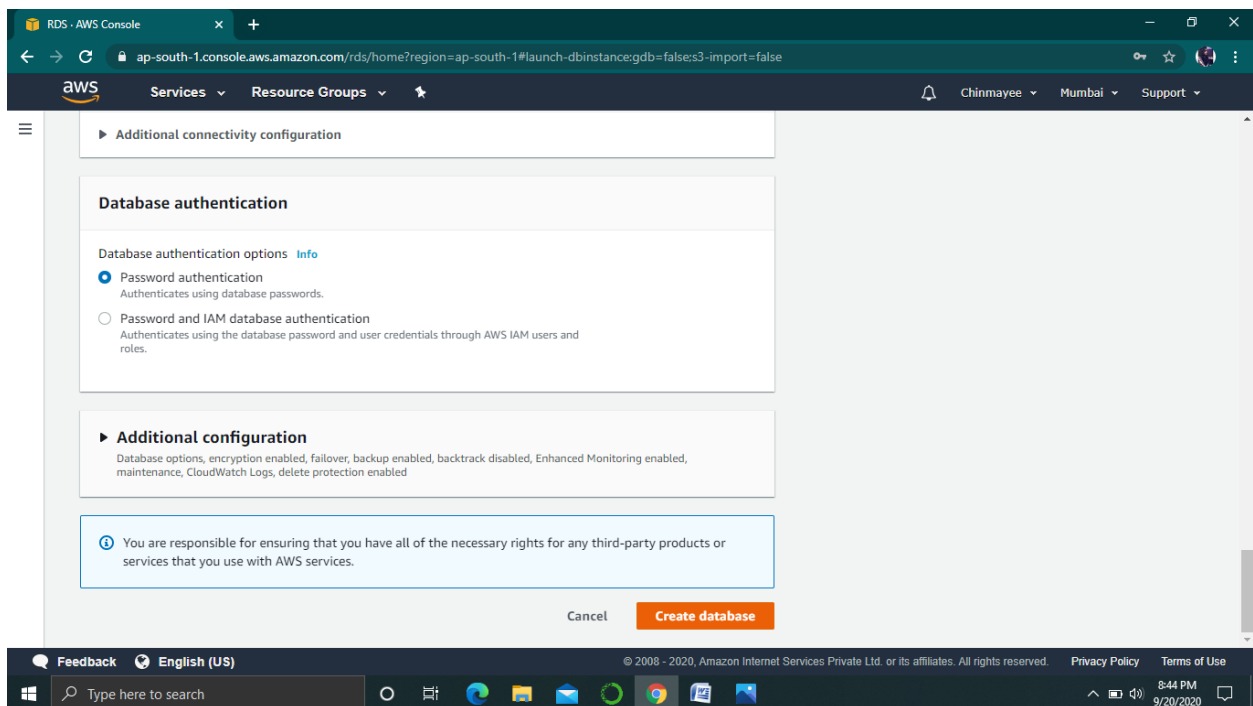 RDS · AWS Console
ap-south-1.console.aws.amazon.com/rds/home?region=ap-south-1#launch-dbinstance:gdb=false;s3-import=false
aws Services Resource Groups Chinmayee Mumbai Support
Additional connectivity configuration
Database authentication
Database authentication options Info
Password authentication
Authenticates using database passwords.
Password and IAM database authentication
Authenticates using the database password and user credentials through AWS IAM users and
roles.
Additional configuration
Database options, encryption enabled, failover, backup enabled, backtrack disabled, Enhanced Monitoring enabled,
maintenance, CloudWatch Logs, delete protection enabled
You are responsible for ensuring that you have all of the necessary rights for any third-party products or
services that you use with AWS services.
Cancel Create database
Feedback English (US) © 2008 - 2020, Amazon Internet Services Private Ltd. or its affiliates. All rights reserved. Privacy Policy Terms of Use
Type here to search 8:44 PM
9/20/2020